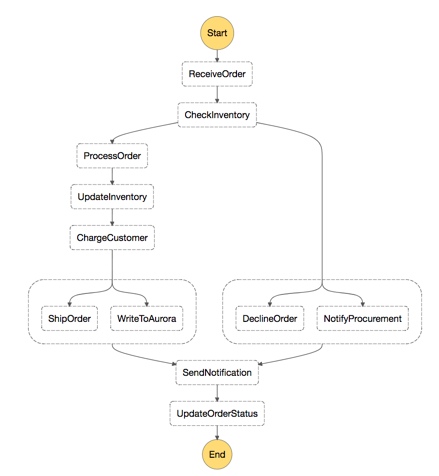 Start
ReceiveOrder
CheckInventory
ProcessOrder
UpdateInventory
ChargeCustomer
ShipOrder
WriteToAurora
DeclineOrder
NotifyProcurement
SendNotification
UpdateOrderStatus
End